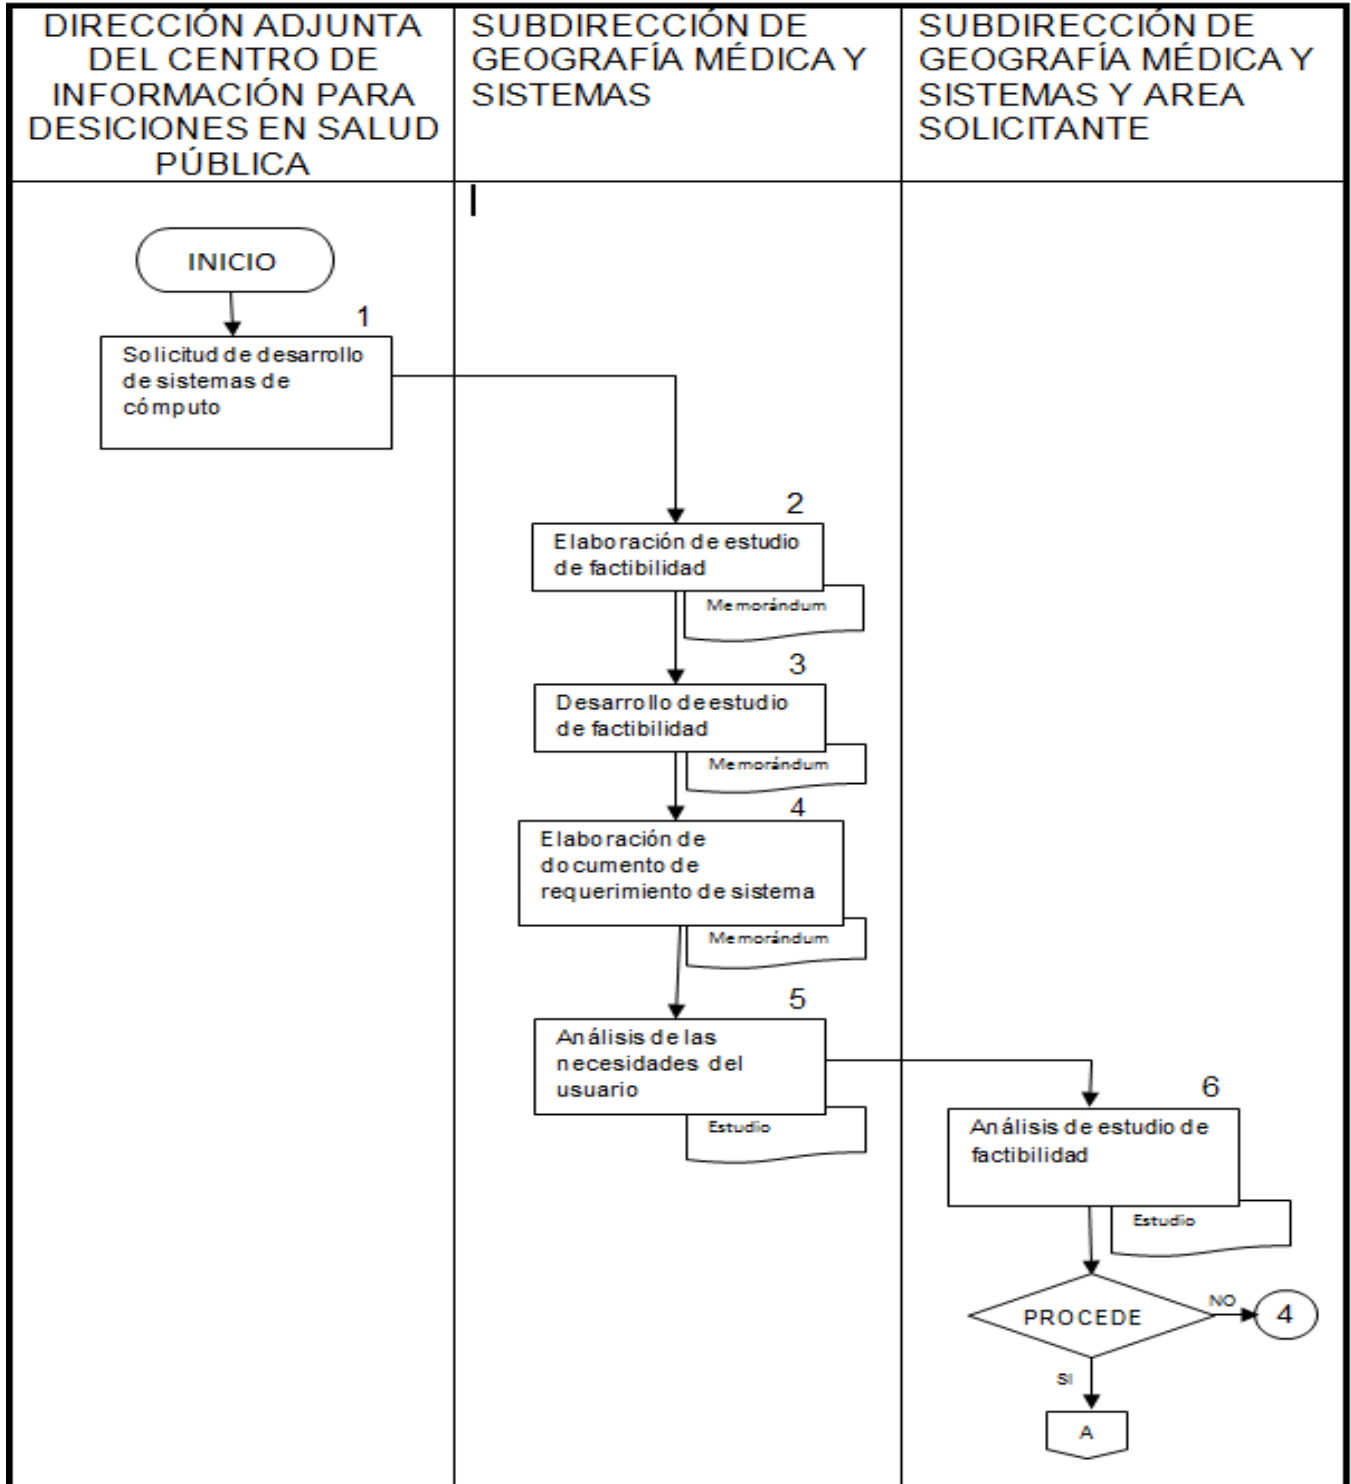 DIRECCIÓN ADJUNTA
DEL CENTRO DE
INFORMACIÓN PARA
DESICIONES EN SALUD
PÚBLICA
SUBDIRECCIÓN DE
GEOGRAFÍA MÉDICA Y
SISTEMAS
SUBDIRECCIÓN DE
GEOGRAFÍA MÉDICA Y
SISTEMAS Y AREA
SOLICITANTE
INICIO
1
Solicitud de desarrollo
de sistemas de
cómputo
2
Elaboración de estudio
de factibilidad
Memorándum
3
Desarrollo de estudio
de factibilidad
Memorándum
4
Elaboración de
documento de
requerimiento de sistema
Memorándum
5
Análisis de las
necesidades del
usuario
Estudio
6
Análisis de estudio de
factibilidad
Estudio
PROCEDE
NO
4
SI
A